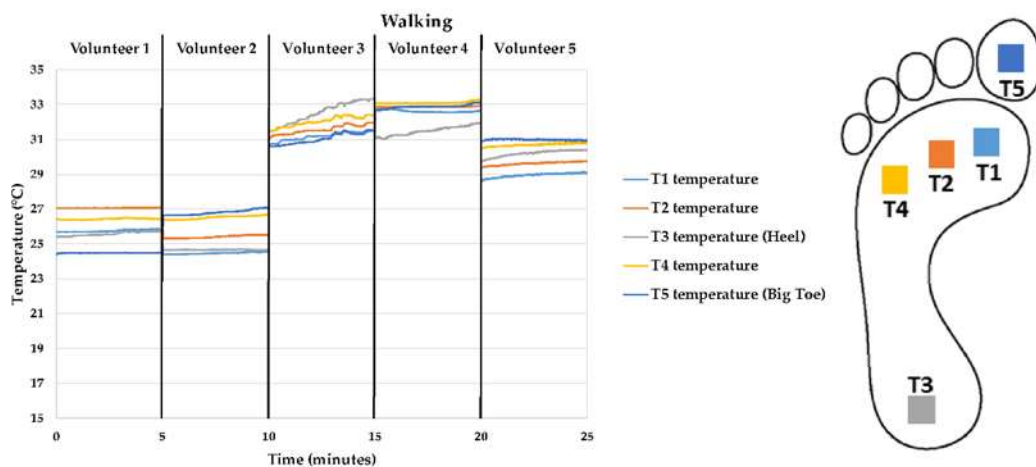 Walking
Volunteer 1 Volunteer 2 Volunteer 3 Volunteer 4 Volunteer 5
35
33
31
29
27
25
23
21
19
17
15
Temperature (°C)
0 5 10 15 20 25
Time (minutes)
T1 temperature
T2 temperature
T3 temperature (Heel)
T4 temperature
T5 temperature (Big Toe)
T5
T1
T2
T4
T3